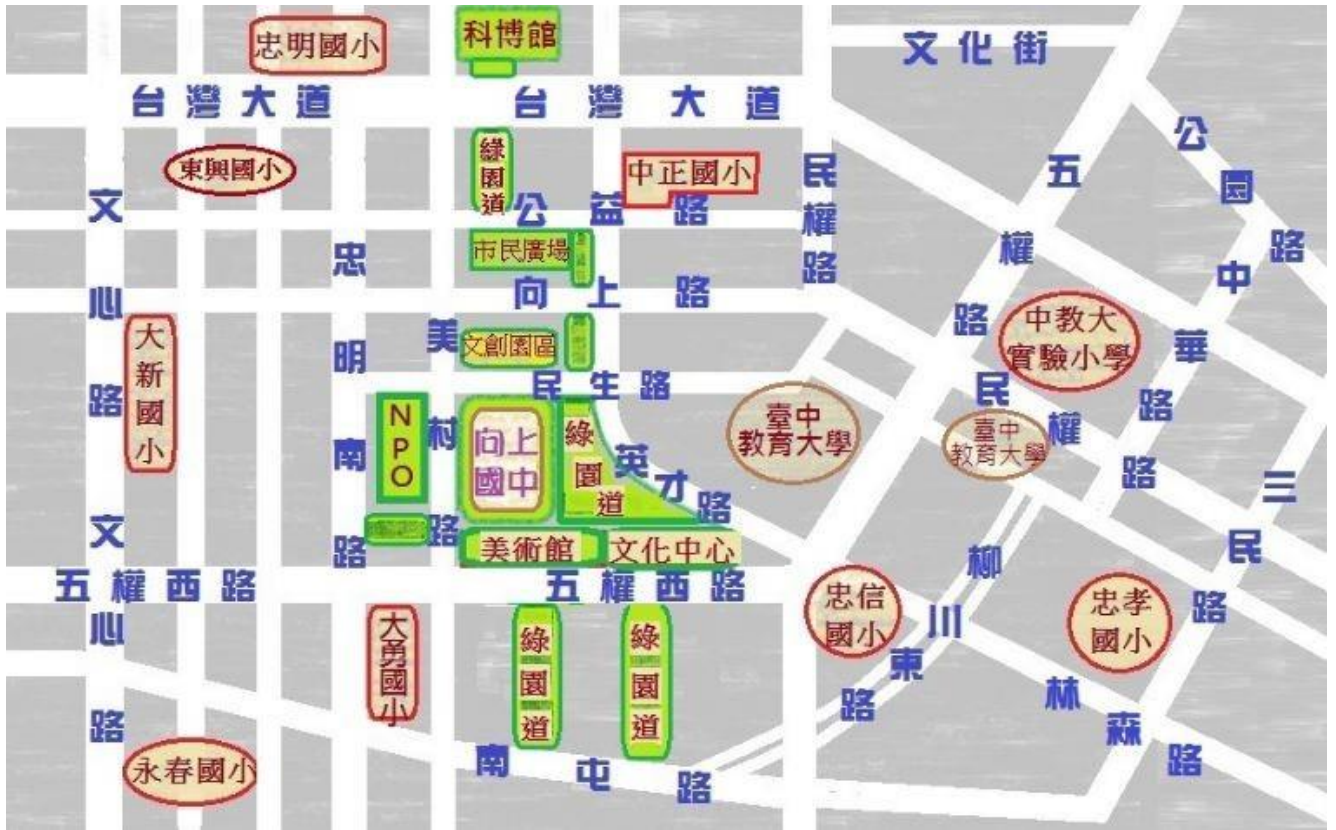 忠明國小
科博館
文化街
台灣大道
台灣大道
東興國小
綠園道
中正國小
公益路
民權路
五權路
公園路
文心路
忠明南路
市民廣場
向上路
大新國小
美村路
文創園區
民生路
中教大
實驗小學
中華路
NPO
向上
國中
綠園道
英才路
臺中
教育大學
臺中
教育大學
民權路
三民路
美術館
文化中心
五權西路
五權西路
文心路
大勇國小
綠園道
綠園道
忠信
國小
柳川東路
忠孝
國小
林森路
永春國小
南屯路